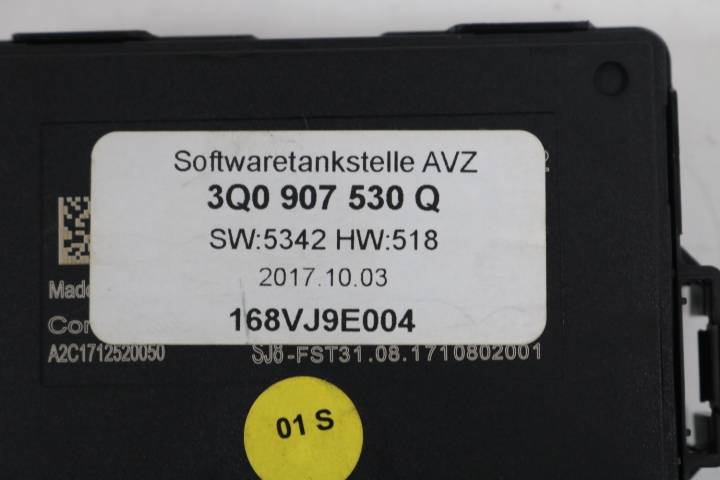 Softwaretankstelle AVZ
3Q0 907 530 Q
SW:5342 HW:518
2017.10.03
168VJ9E004
Made
Con
A2C1712520050 SJ8-FST31.08.1710802001
01 S